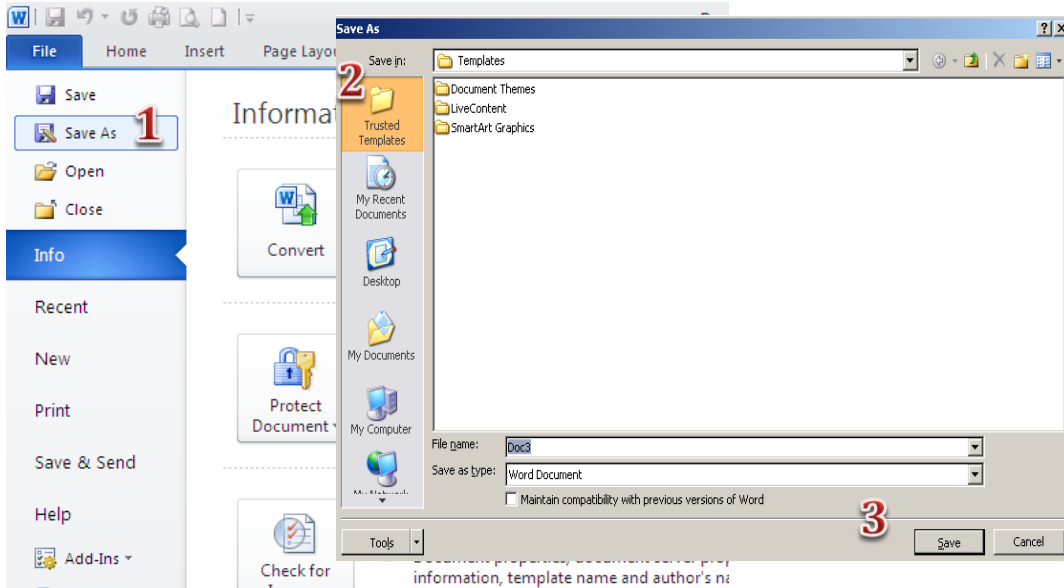 File Home Insert Page Layou
Save
Save As
1
Open
Close
Info
Recent
New
Print
Save & Send
Help
Add-Ins
Informa
Convert
Protect
Document
Check for
information, template name and author's na
Save As
Save in: Templates
2
Trusted
Templates
My Recent
Documents
Desktop
My Documents
My Computer
Document Themes
LiveContent
SmartArt Graphics
File name: Doc3
Save as type: Word Document
Maintain compatibility with previous versions of Word
3
Tools Save Cancel